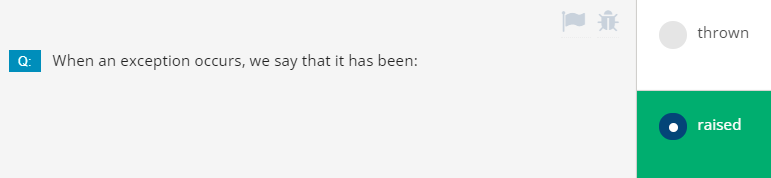 thrown
Q: When an exception occurs, we say that it has been:
raised